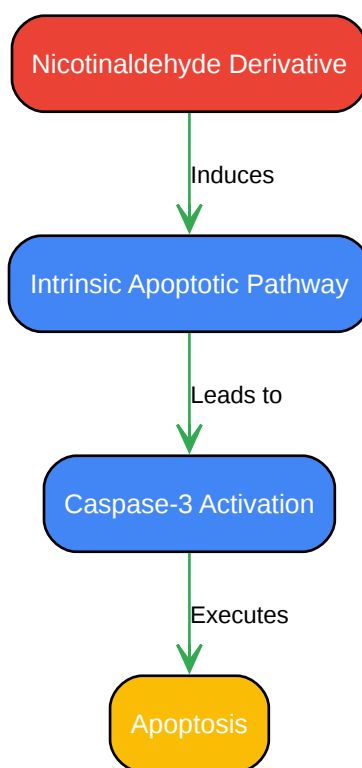 Nicotinaldehyde Derivative
Induces
Intrinsic Apoptotic Pathway
Leads to
Caspase-3 Activation
Executes
Apoptosis